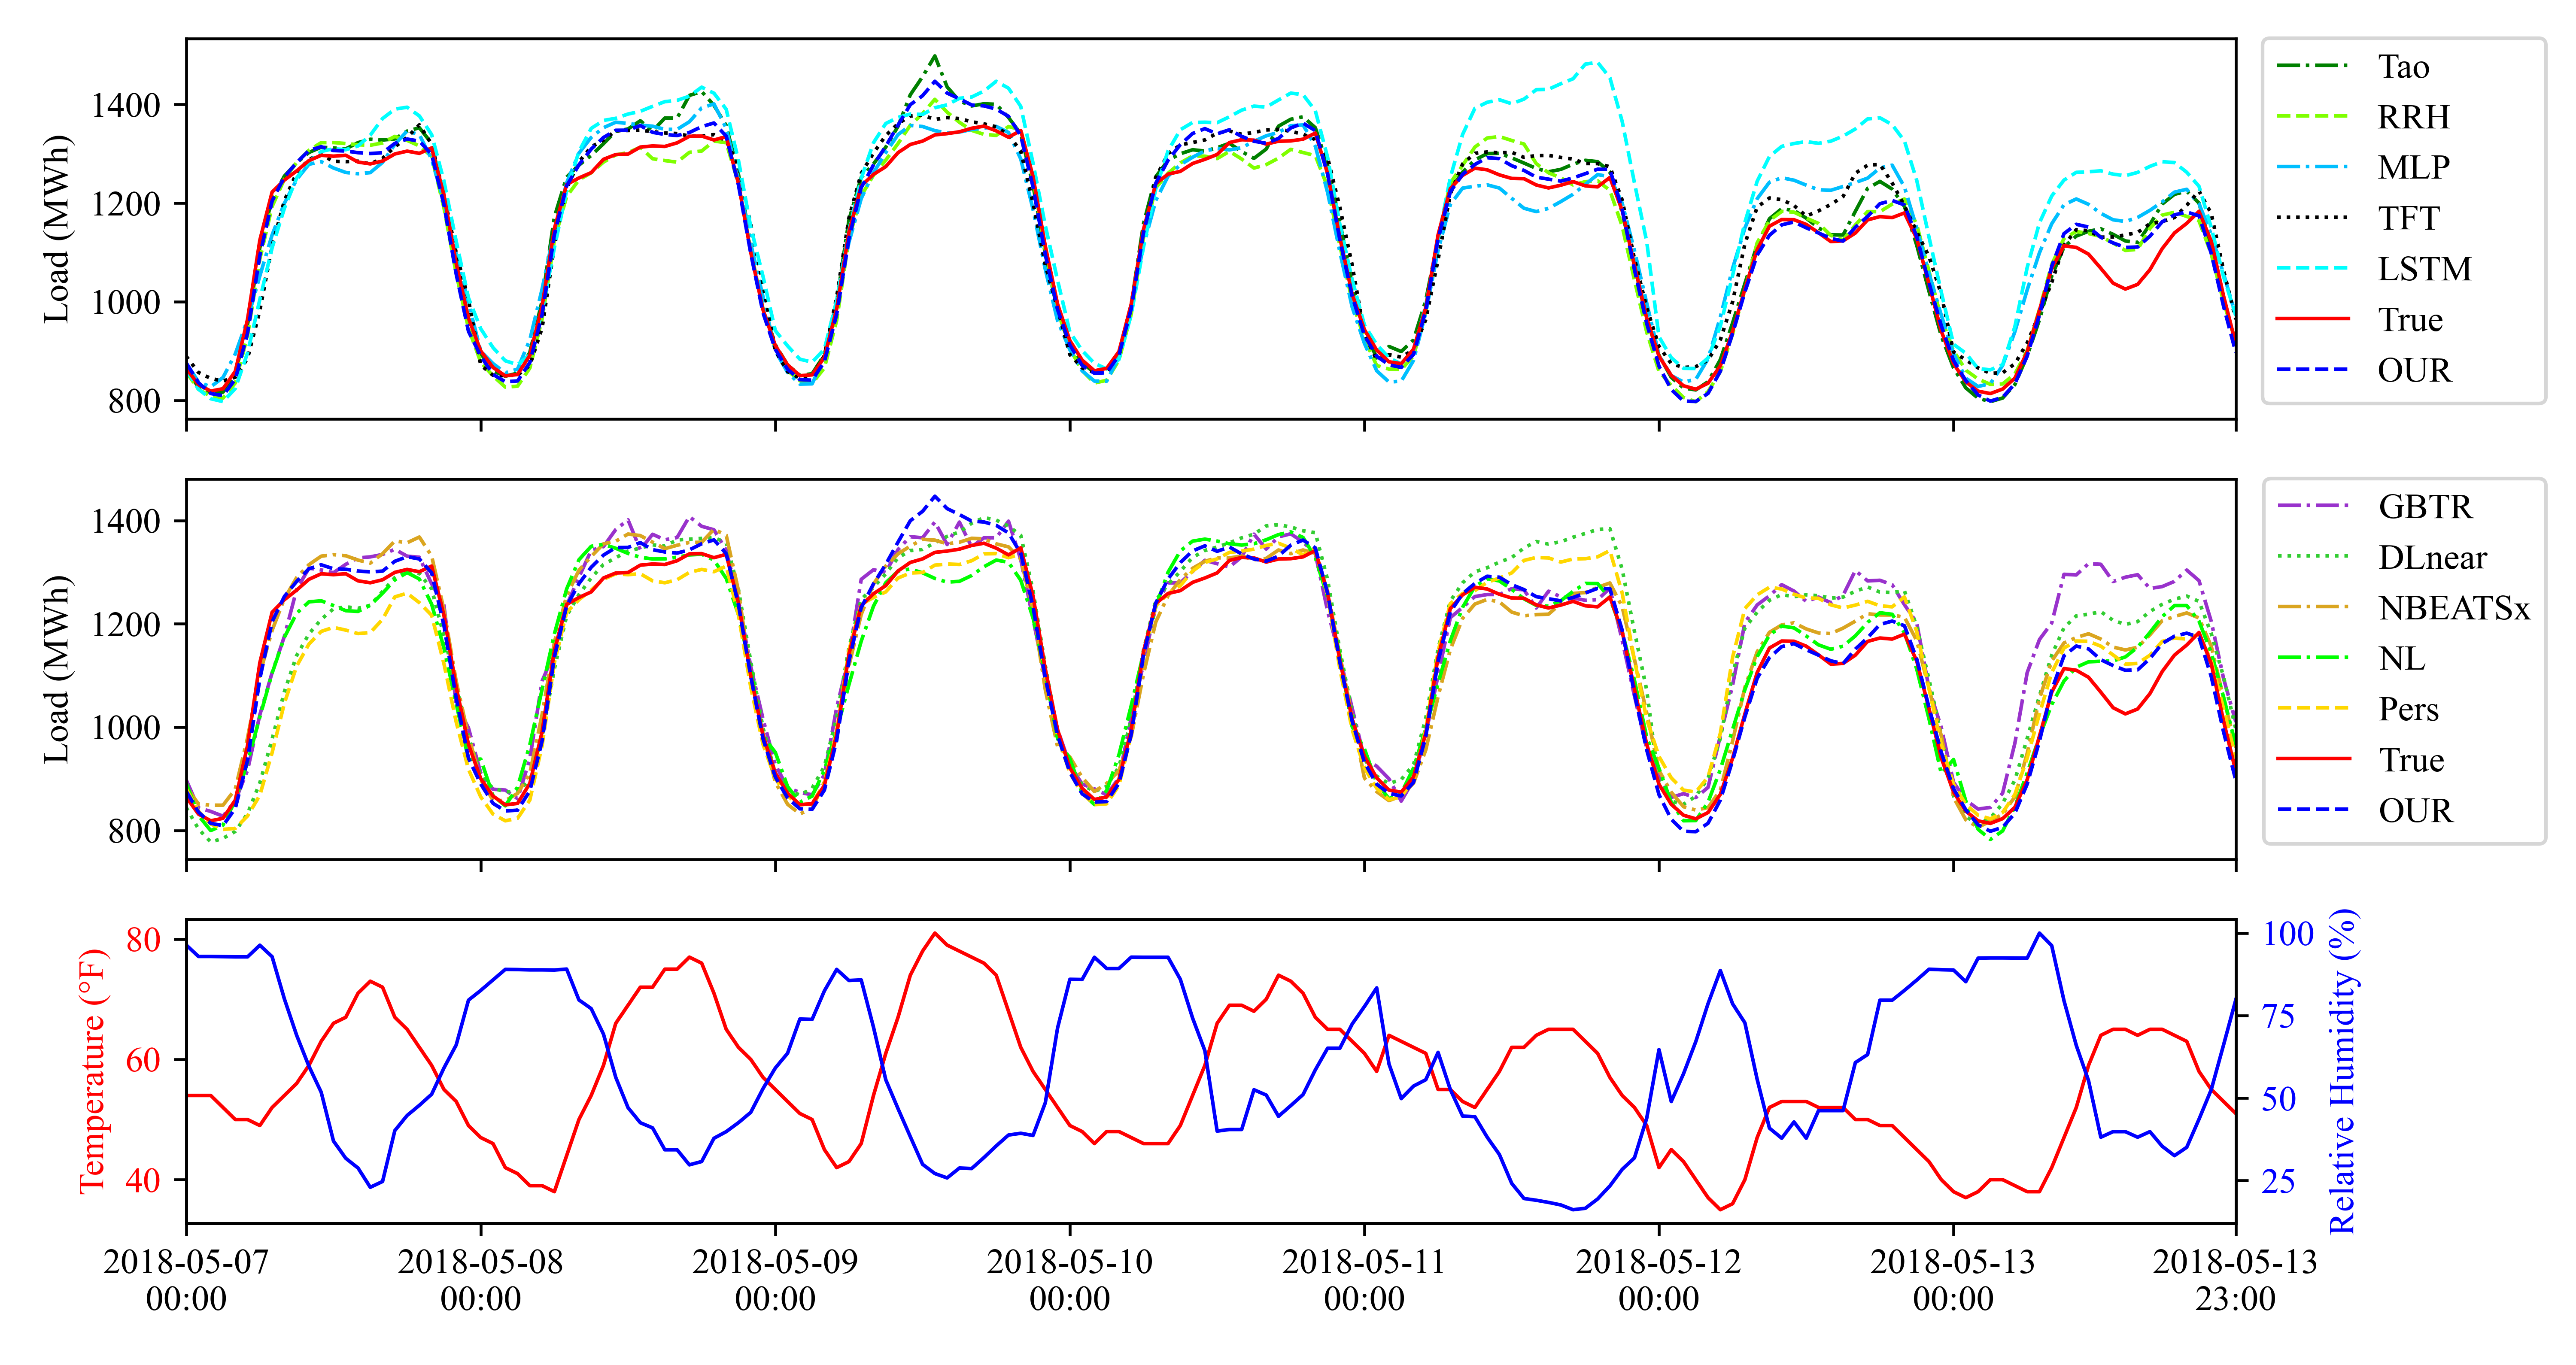 Load (MWh)
1400
1200
1000
800
Tao
RRH
MLP
TFT
LSTM
True
OUR
Load (MWh)
1400
1200
1000
800
GBTR
DLnear
NBEATSx
NL
Pers
True
OUR
Temperature (°F)
80
60
40
100
75
50
25
Relative Humidity (%)
2018-05-07 2018-05-08 2018-05-09 2018-05-10 2018-05-11 2018-05-12 2018-05-13 2018-05-13
00:00 00:00 00:00 00:00 00:00 00:00 00:00 23:00